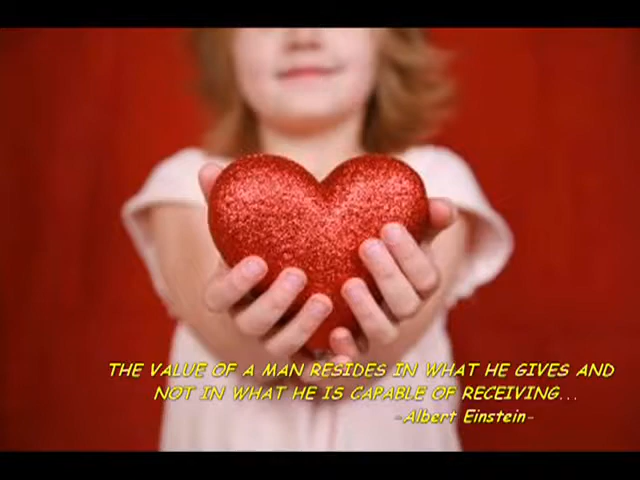 THE VALUE OF A MAN RESIDES IN WHAT HE GIVES AND
NOT IN WHAT HE IS CAPABLE OF RECEIVING...
-Albert Einstein-